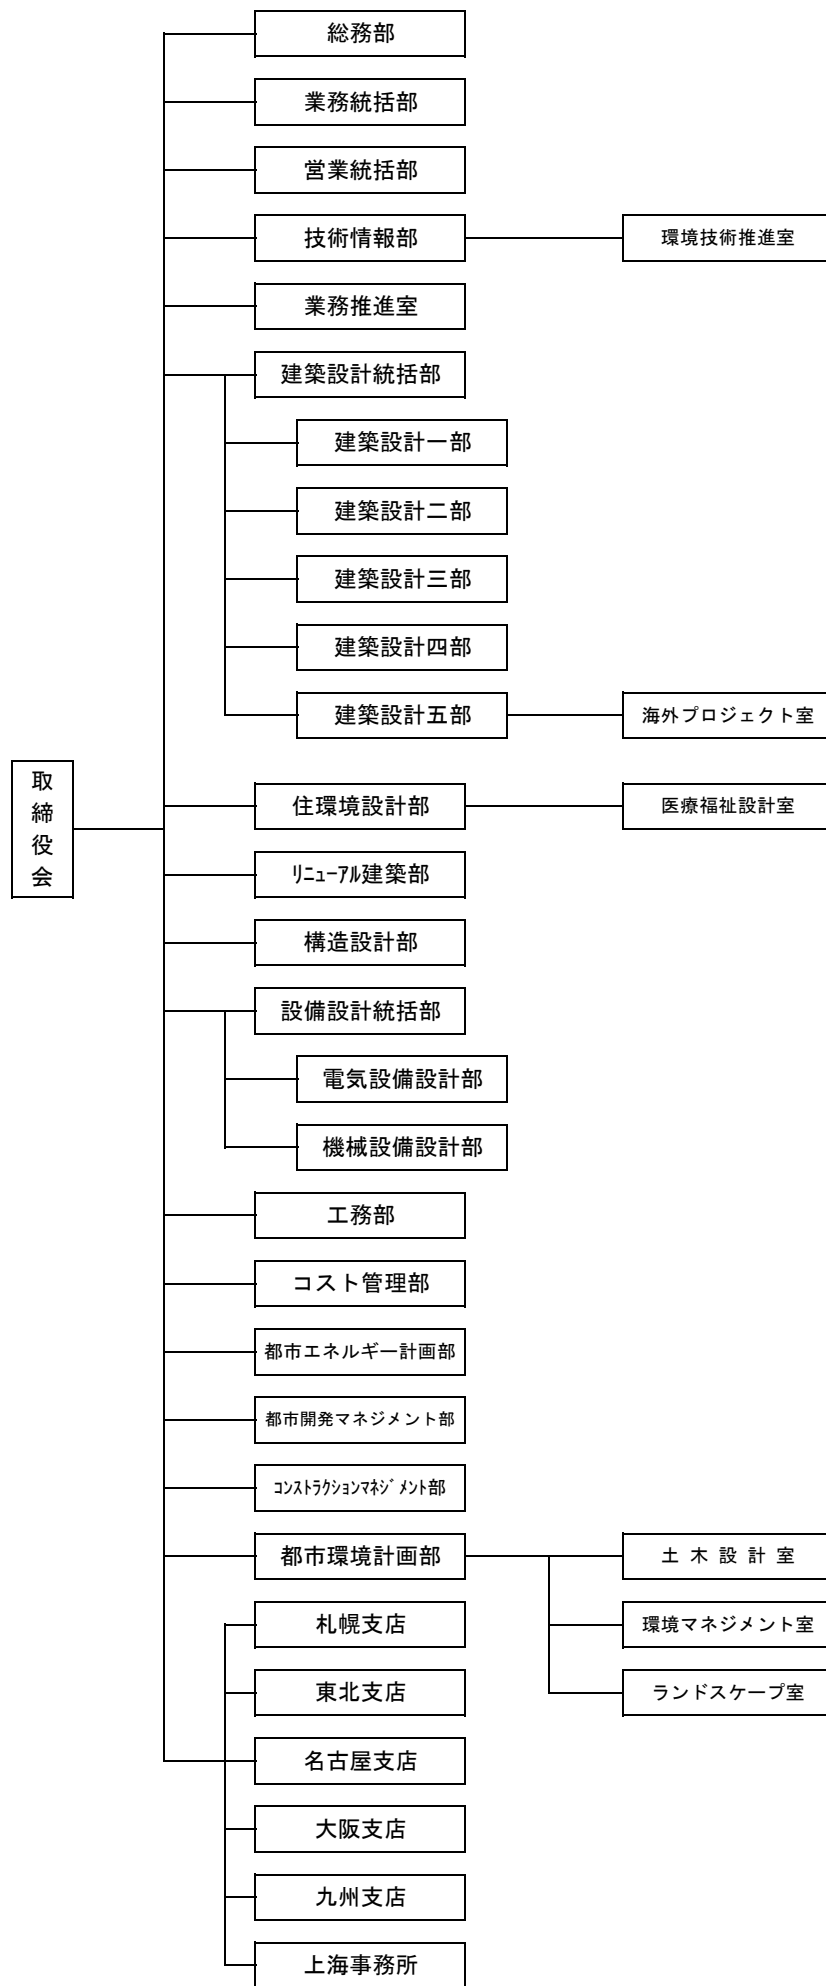 総務部
業務統括部
営業統括部
技術情報部
環境技術推進室
業務推進室
建築設計統括部
建築設計一部
建築設計二部
建築設計三部
建築設計四部
建築設計五部
海外プロジェクト室
取締役会
住環境設計部
医療福祉設計室
ﾘﾆｭｰｱﾙ建築部
構造設計部
設備設計統括部
電気設備設計部
機械設備設計部
工務部
コスト管理部
都市エネルギー計画部
都市開発マネジメント部
ｺﾝｽﾄﾗｸｼｮﾝﾏﾈｼﾞﾒﾝﾄ部
都市環境計画部
土木設計室
札幌支店
環境マネジメント室
東北支店
ランドスケープ室
名古屋支店
大阪支店
九州支店
上海事務所